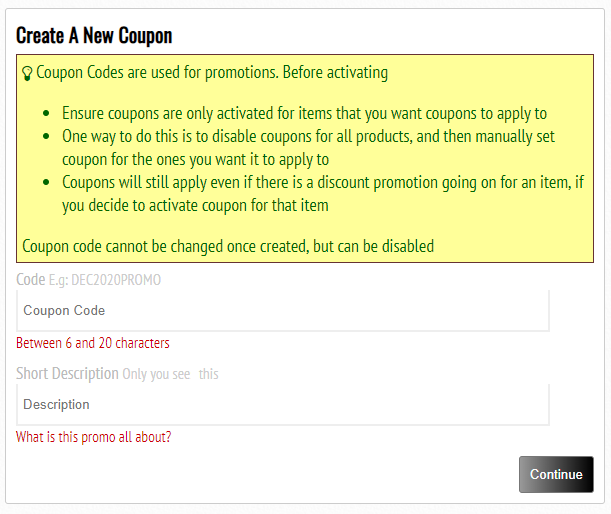 Create A New Coupon
Coupon Codes are used for promotions. Before activating
• Ensure coupons are only activated for items that you want coupons to apply to
• One way to do this is to disable coupons for all products, and then manually set
coupon for the ones you want it to apply to
• Coupons will still apply even if there is a discount promotion going on for an item, if
you decide to activate coupon for that item
Coupon code cannot be changed once created, but can be disabled
Code E.g: DEC2020PROMO
Coupon Code
Between 6 and 20 characters
Short Description Only you see this
Description
What is this promo all about?
Continue